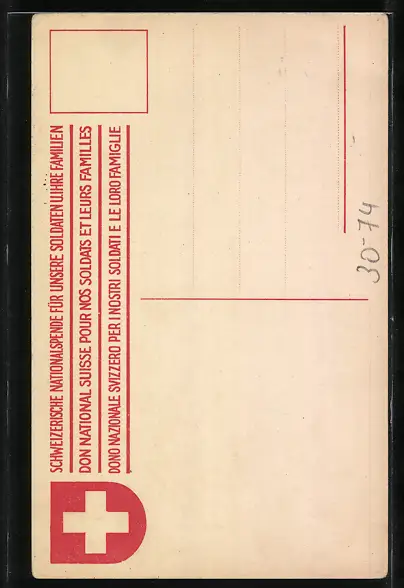 SCHWEIZERISCHE NATIONALSPENDE FÜR UNSERE SOLDATEN U. IHRE FAMILIEN
DON NATIONAL SUISSE POUR NOS SOLDATS ET LEURS FAMILLES
DONO NAZIONALE SVIZZERO PER I NOSTRI SOLDATI E LE LORO FAMIGLIE
30-74